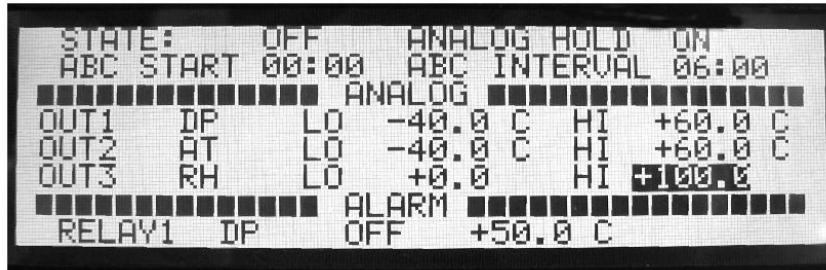 STATE: OFF ANALOG HOLD ON
ABC START 00:00 ABC INTERVAL 06:00
ANALOG
OUT1 DP LO -40.0 C HI +60.0 C
OUT2 AT LO -40.0 C HI +60.0 C
OUT3 RH LO +0.0 HI +100.0
ALARM
RELAY1 DP OFF +50.0 C